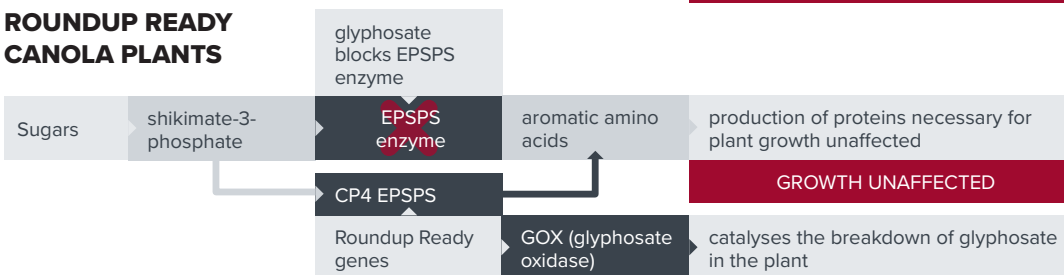 ROUNDUP READY
CANOLA PLANTS
glyphosate
blocks EPSPS
enzyme
Sugars
shikimate-3-
phosphate
EPSPS
enzyme
aromatic amino
acids
production of proteins necessary for
plant growth unaffected
GROWTH UNAFFECTED
CP4 EPSPS
Roundup Ready
genes
GOX (glyphosate
oxidase)
catalyses the breakdown of glyphosate
in the plant